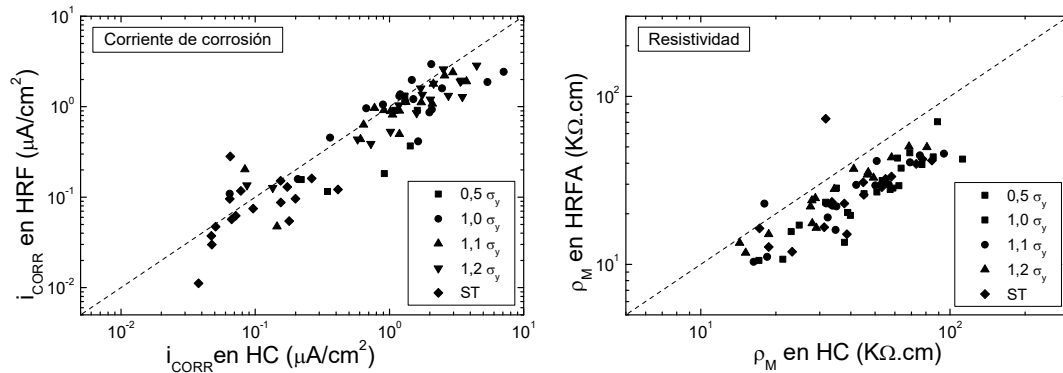 Corriente de corrosión
i_CORR en HRF (μA/cm²)
10¹
10⁰
10⁻¹
10⁻²
0,5 σ_y
1,0 σ_y
1,1 σ_y
1,2 σ_y
ST
10⁻²
10⁻¹
10⁰
10¹
i_CORR en HC (μA/cm²)
Resistividad
ρ_M en HRFA (KΩ.cm)
10²
10¹
0,5 σ_y
1,0 σ_y
1,1 σ_y
1,2 σ_y
ST
10¹
10²
ρ_M en HC (KΩ.cm)